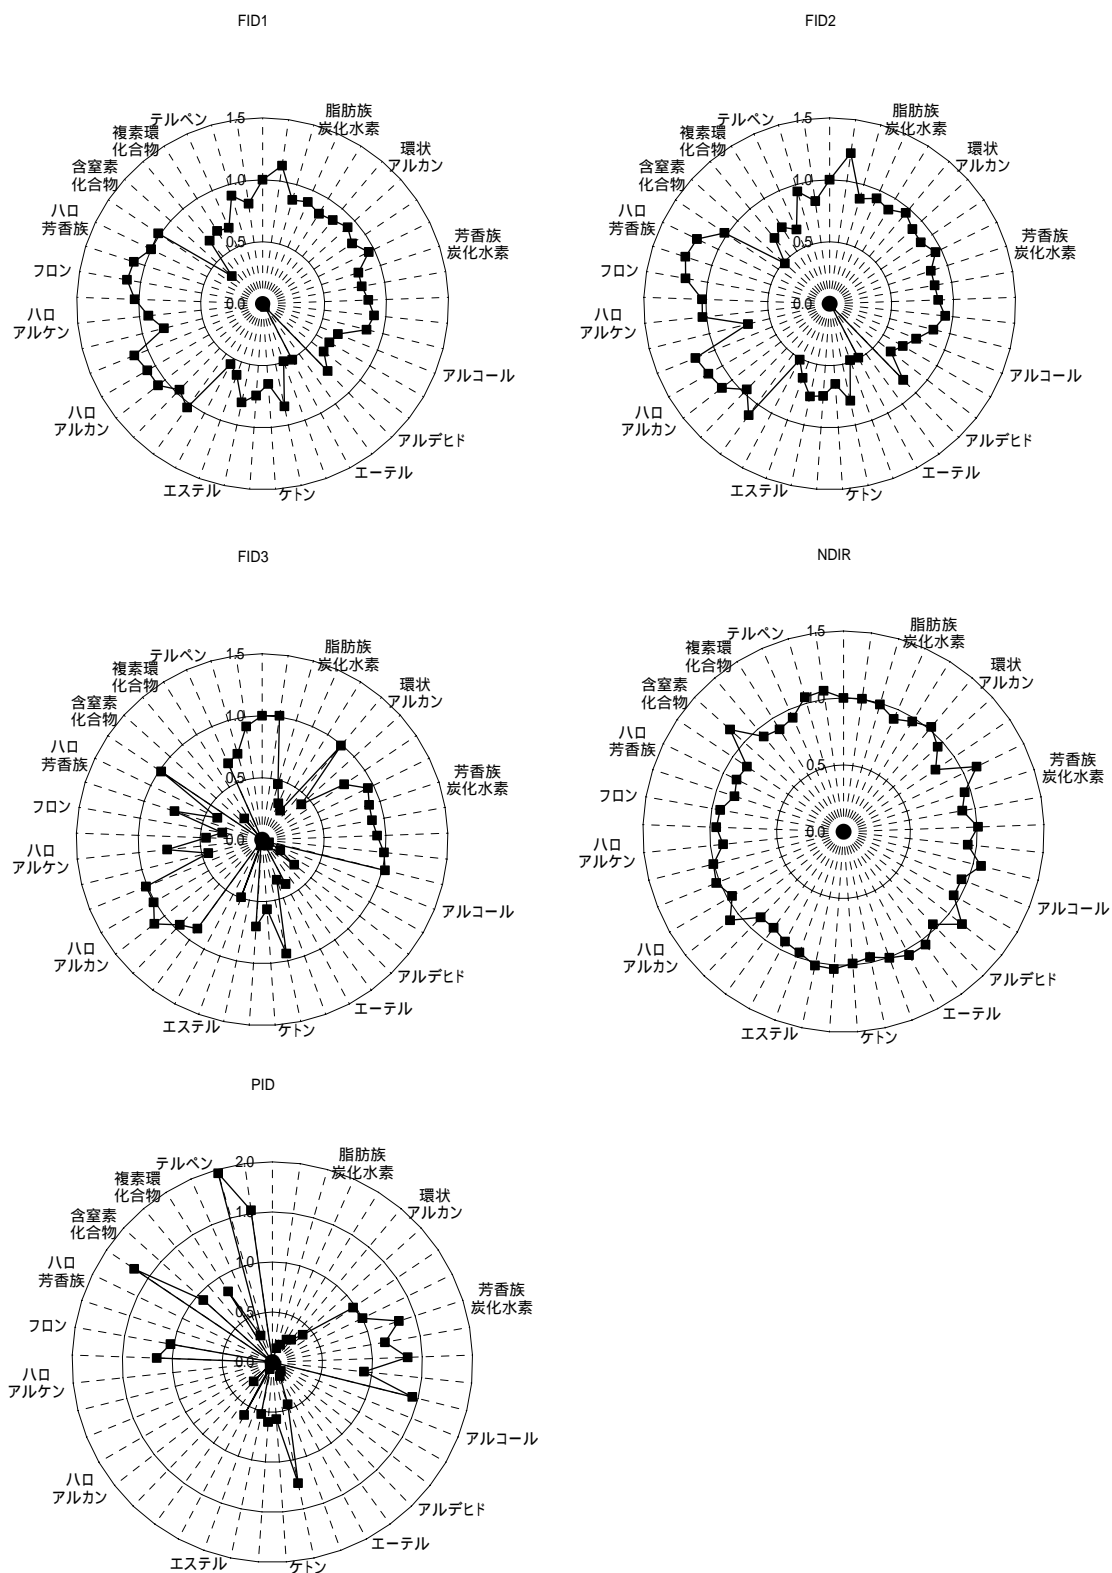 FID1
1.5
1.0
0.5
0.0
脂肪族
炭化水素
環状
アルカン
芳香族
炭化水素
アルコール
アルデヒド
エーテル
ケトン
エステル
ハロ
アルカン
ハロ
アルケン
フロン
ハロ
芳香族
含窒素
化合物
複素環
化合物
テルペン
FID2
1.5
1.0
0.5
0.0
脂肪族
炭化水素
環状
アルカン
芳香族
炭化水素
アルコール
アルデヒド
エーテル
ケトン
エステル
ハロ
アルカン
ハロ
アルケン
フロン
ハロ
芳香族
含窒素
化合物
複素環
化合物
テルペン
FID3
1.5
1.0
0.5
0.0
脂肪族
炭化水素
環状
アルカン
芳香族
炭化水素
アルコール
アルデヒド
エーテル
ケトン
エステル
ハロ
アルカン
ハロ
アルケン
フロン
ハロ
芳香族
含窒素
化合物
複素環
化合物
テルペン
NDIR
1.5
1.0
0.5
0.0
脂肪族
炭化水素
環状
アルカン
芳香族
炭化水素
アルコール
アルデヒド
エーテル
ケトン
エステル
ハロ
アルカン
ハロ
アルケン
フロン
ハロ
芳香族
含窒素
化合物
複素環
化合物
テルペン
PID
2.0
1.5
1.0
0.5
0.0
脂肪族
炭化水素
環状
アルカン
芳香族
炭化水素
アルコール
アルデヒド
エーテル
ケトン
エステル
ハロ
アルカン
ハロ
アルケン
フロン
ハロ
芳香族
含窒素
化合物
複素環
化合物
テルペン